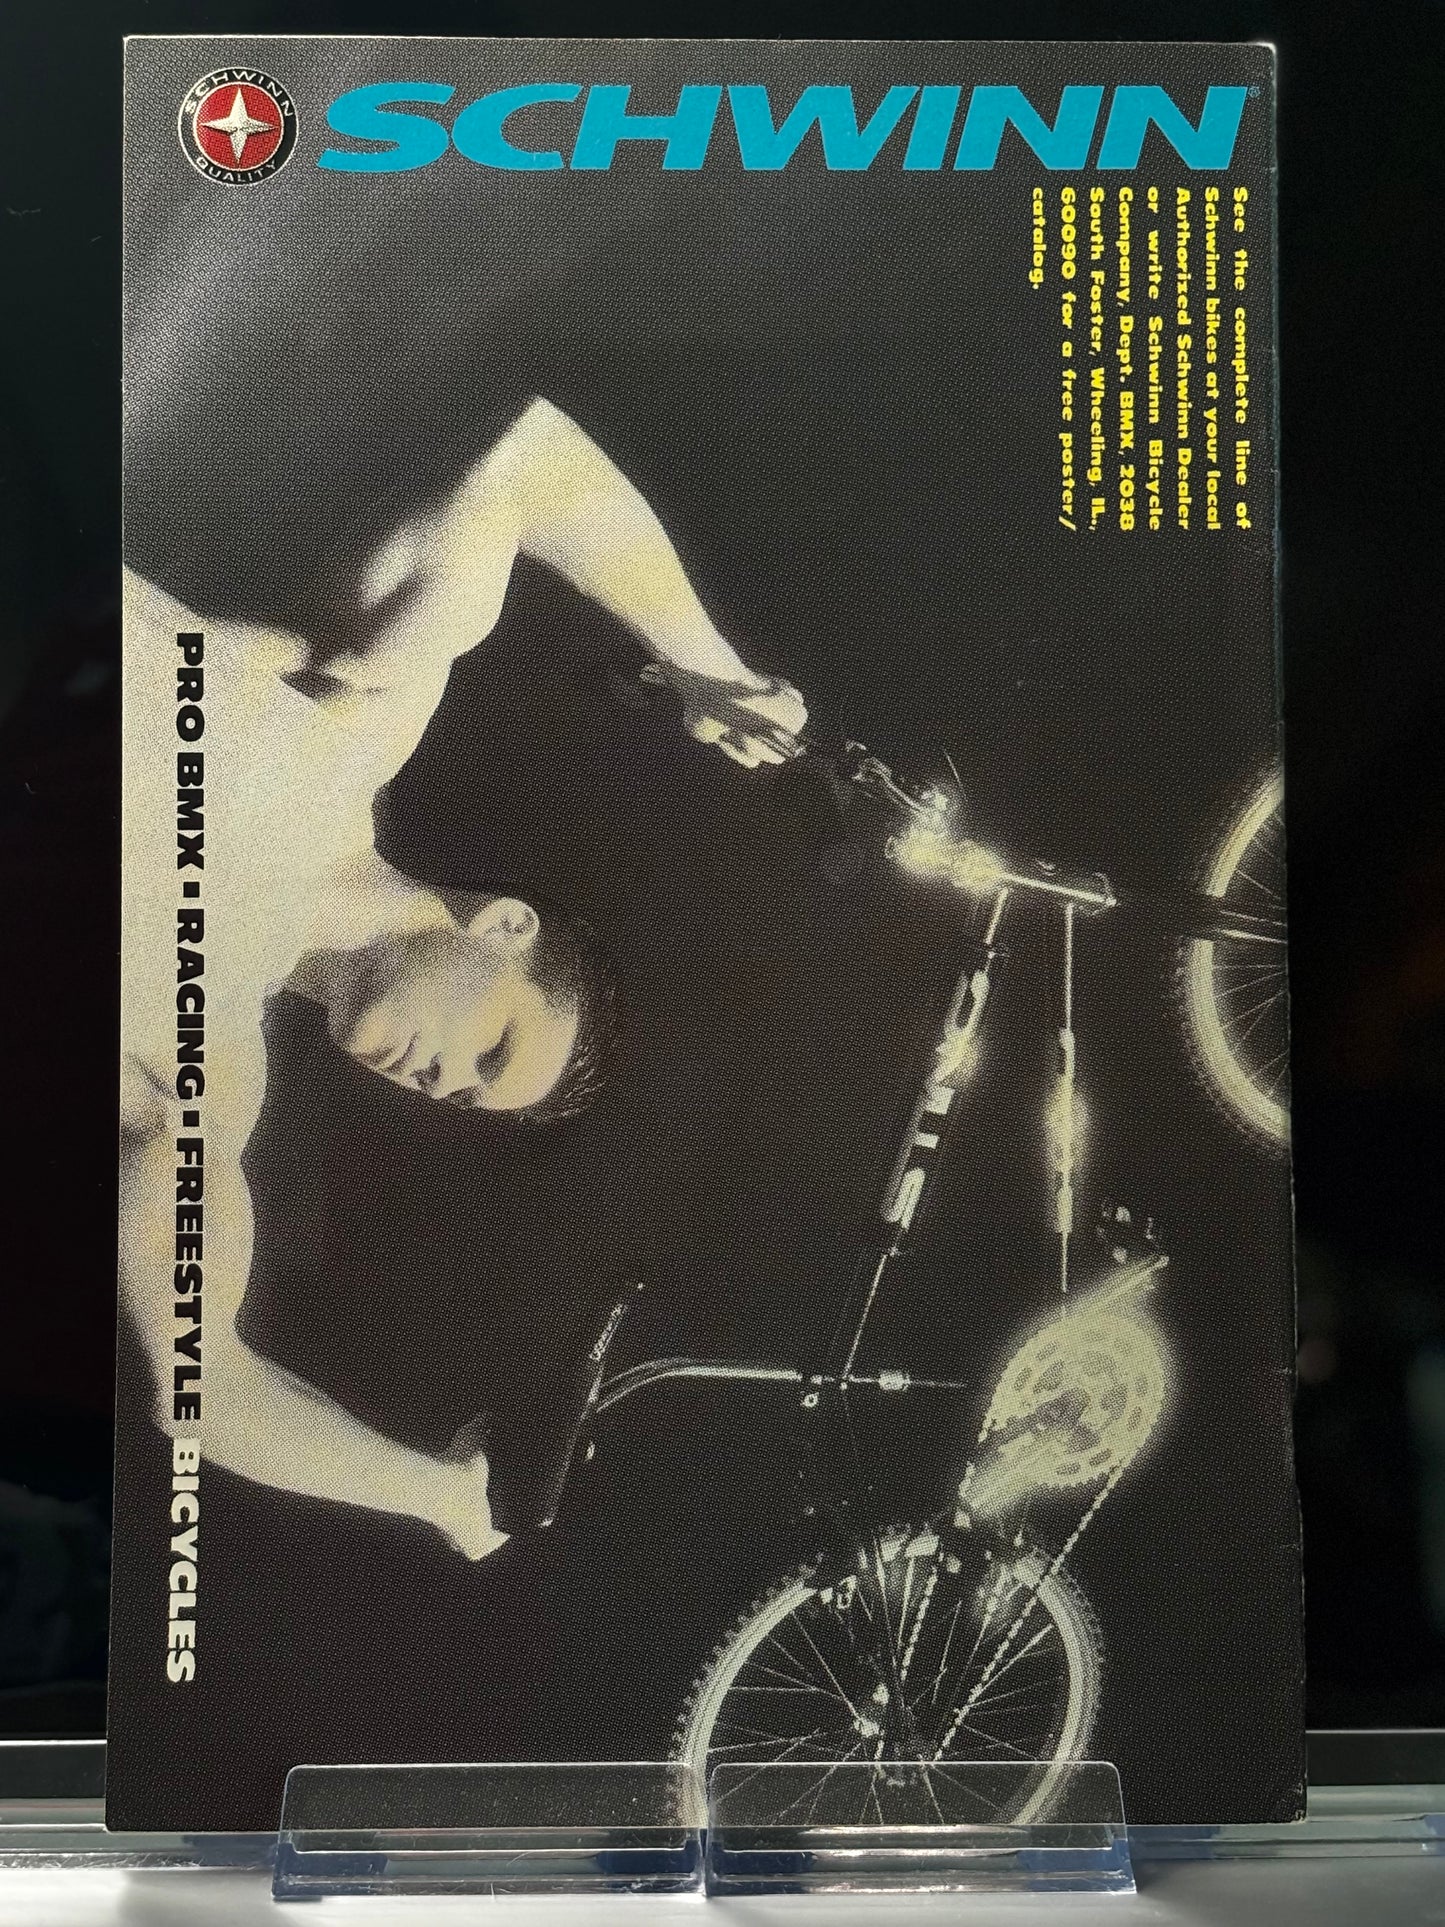 SCHWINN
QUALITY
SCHWINN®
See the complete line of
Schwinn bikes at your local
Authorized Schwinn Dealer
or write Schwinn Bicycle
Company, Dept. BMX, 2038
South Foster, Wheeling, IL.,
60090 for a free poster/
catalog.
PRO BMX ▪ RACING ▪ FREESTYLE BICYCLES